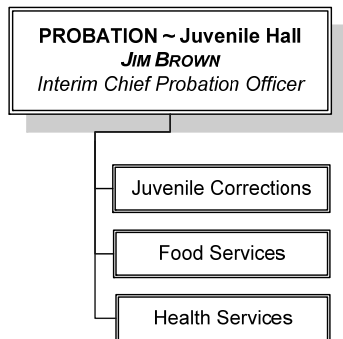 PROBATION ~ Juvenile Hall
JIM BROWN
Interim Chief Probation Officer
Juvenile Corrections
Food Services
Health Services